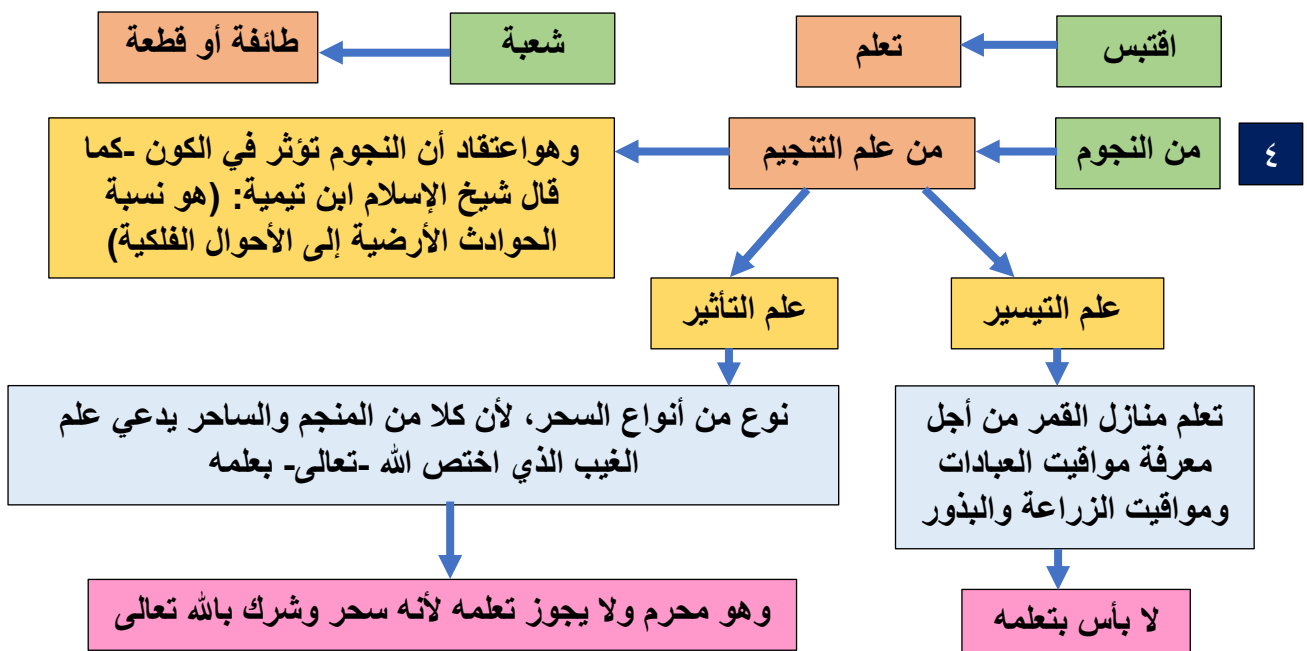 اقتبس
تعلم
شعبة
طائفة أو قطعة
٤
من النجوم
من علم التنجيم
وهواعتقاد أن النجوم تؤثر في الكون -كما
قال شيخ الإسلام ابن تيمية: (هو نسبة
الحوادث الأرضية إلى الأحوال الفلكية)
علم التيسير
علم التأثير
تعلم منازل القمر من أجل
معرفة مواقيت العبادات
ومواقيت الزراعة والبذور
نوع من أنواع السحر، لأن كلا من المنجم والساحر يدعي علم
الغيب الذي اختص الله -تعالى- بعلمه
لا بأس بتعلمه
وهو محرم ولا يجوز تعلمه لأنه سحر وشرك بالله تعالى